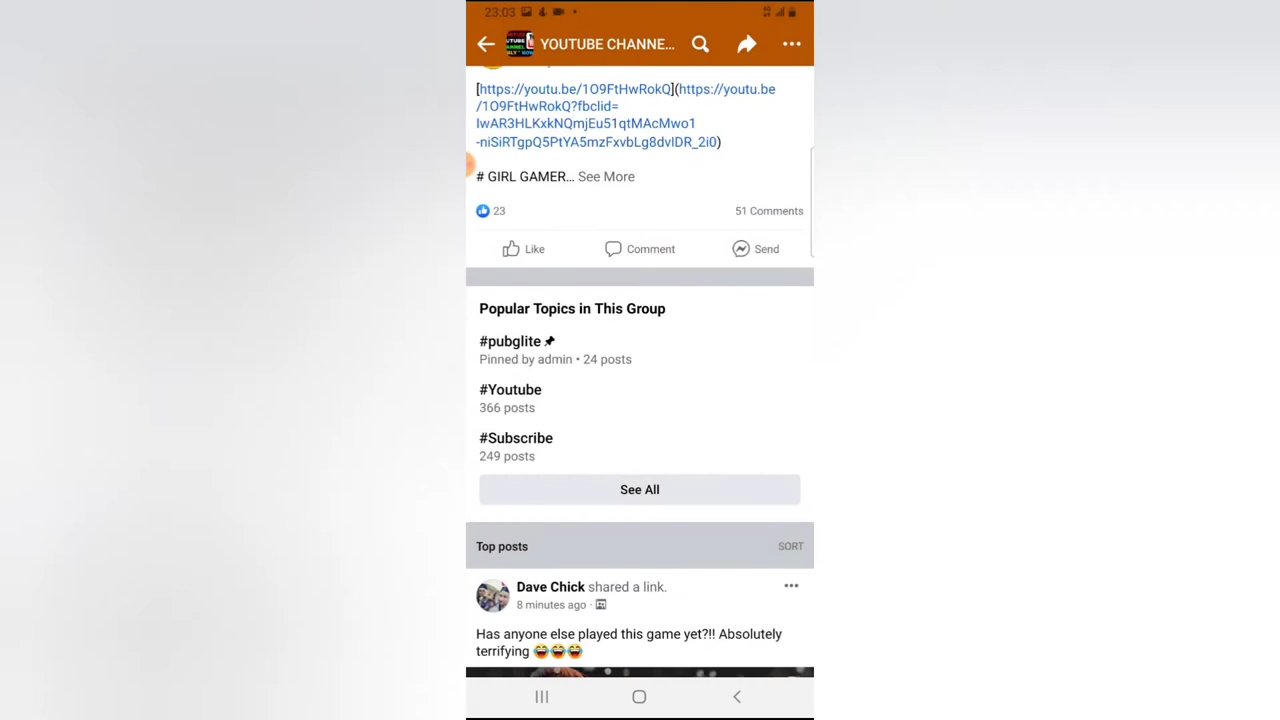 23:03
YOUTUBE CHANNE...
[https://youtu.be/1O9FtHwRokQ](https://youtu.be
/1O9FtHwRokQ?fbclid=
IwAR3HLKxkNQmjEu51qtMAcMwo1
-niSiRTgpQ5PtYA5mzFxvbLg8dvIDR_2i0)
# GIRL GAMER... See More
23
51 Comments
Like
Comment
Send
Popular Topics in This Group
#pubglite
Pinned by admin • 24 posts
#Youtube
366 posts
#Subscribe
249 posts
See All
Top posts
SORT
Dave Chick shared a link.
8 minutes ago ·
Has anyone else played this game yet?!! Absolutely
terrifying 😂😂😂